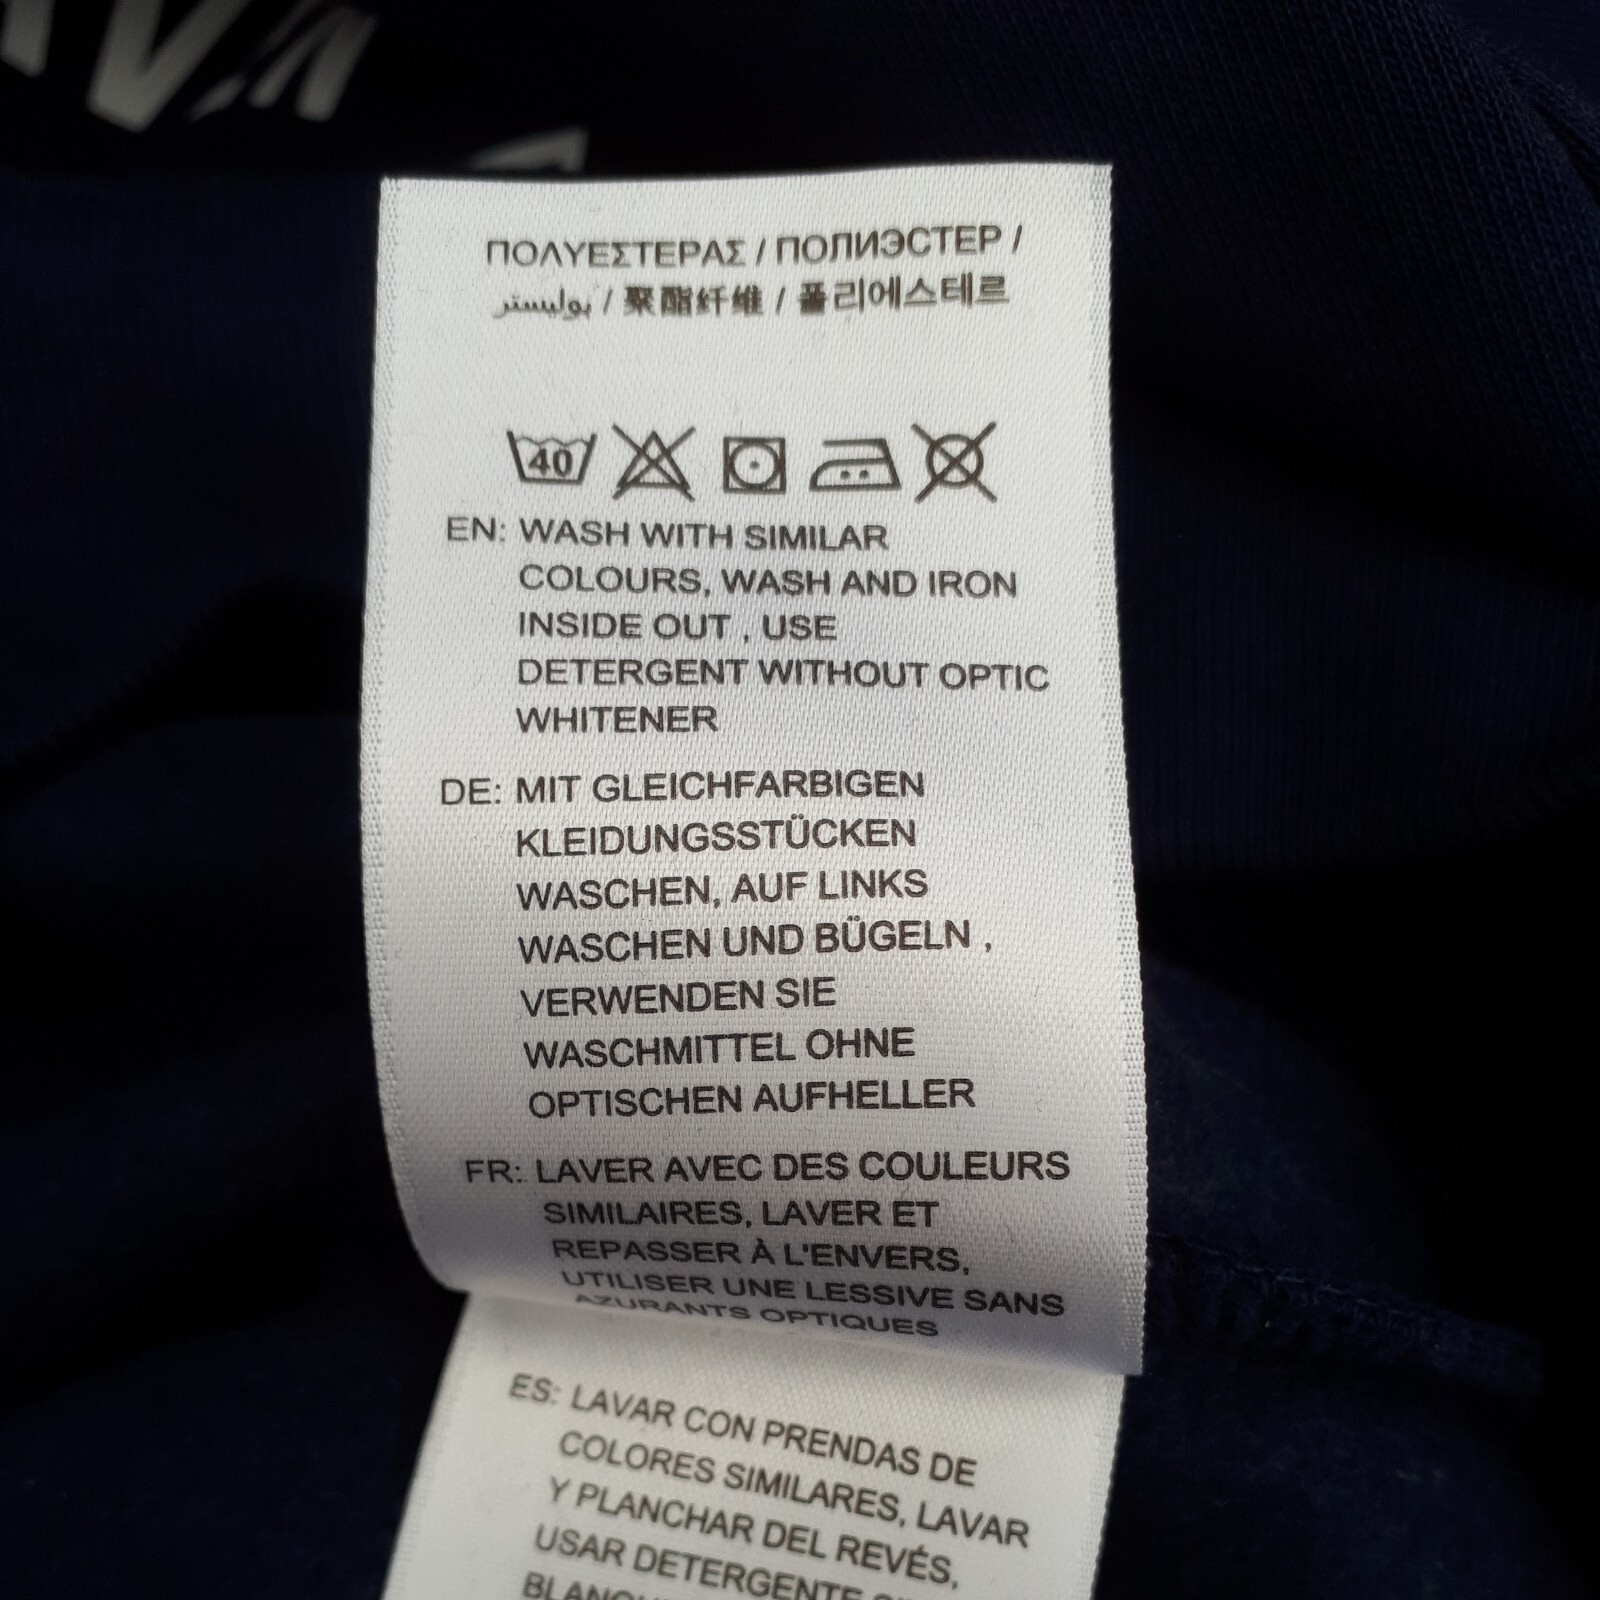 ΠΟΛΥΕΣΤΕΡΑΣ / ПОЛИЭСТЕР /
بوليستر / 聚酯纤维 / 폴리에스테르
40
EN: WASH WITH SIMILAR
COLOURS, WASH AND IRON
INSIDE OUT , USE
DETERGENT WITHOUT OPTIC
WHITENER
DE: MIT GLEICHFARBIGEN
KLEIDUNGSSTÜCKEN
WASCHEN, AUF LINKS
WASCHEN UND BÜGELN ,
VERWENDEN SIE
WASCHMITTEL OHNE
OPTISCHEN AUFHELLER
FR: LAVER AVEC DES COULEURS
SIMILAIRES, LAVER ET
REPASSER À L'ENVERS,
UTILISER UNE LESSIVE SANS
AZURANTS OPTIQUES
ES: LAVAR CON PRENDAS DE
COLORES SIMILARES, LAVAR
Y PLANCHAR DEL REVÉS,
USAR DETERGENTE